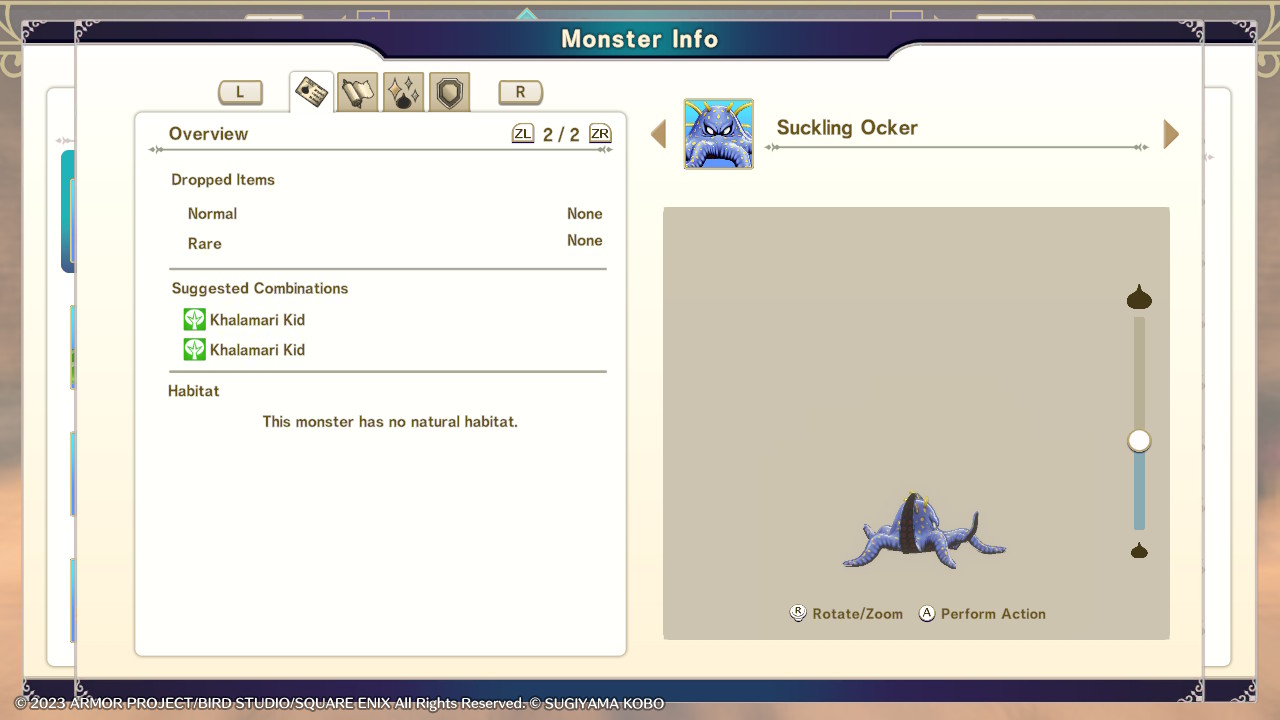 Monster Info
L
R
Overview
ZL 2 / 2 ZR
Dropped Items
Normal None
Rare None
Suggested Combinations
Khalamari Kid
Khalamari Kid
Habitat
This monster has no natural habitat.
Suckling Ocker
R Rotate/Zoom A Perform Action
© 2023 ARMOR PROJECT/BIRD STUDIO/SQUARE ENIX All Rights Reserved. © SUGIYAMA KOBO